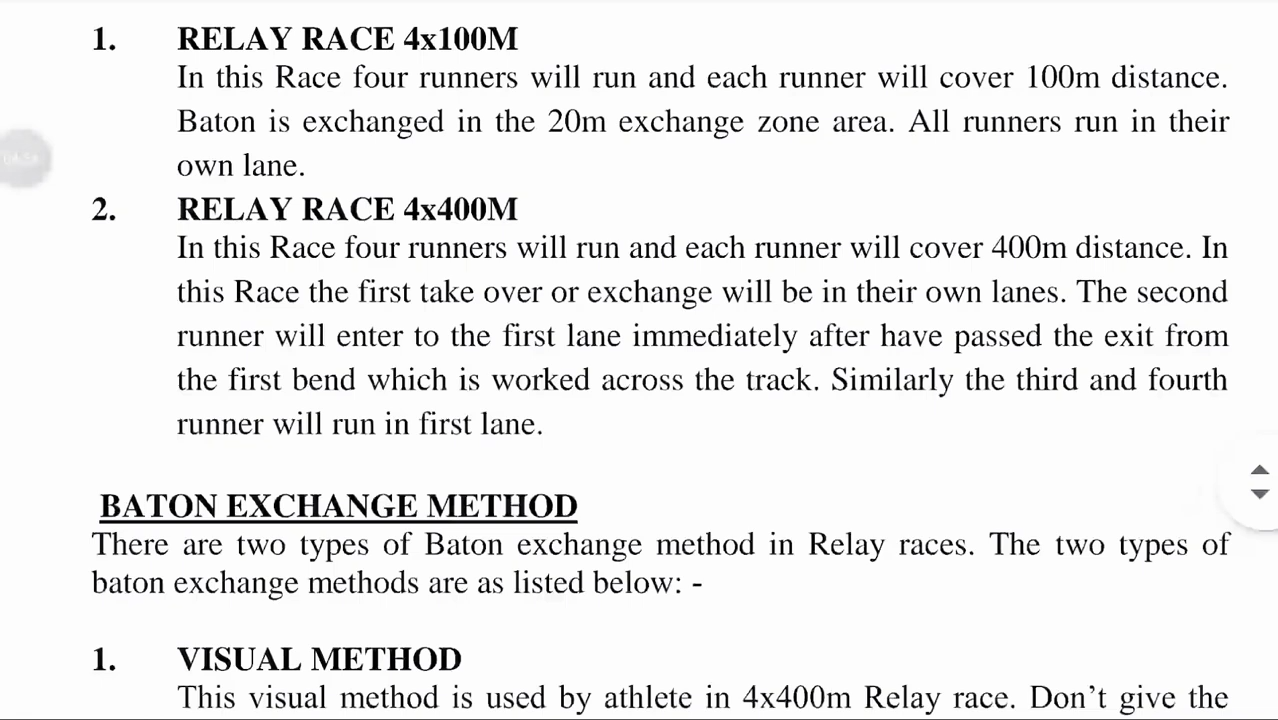 1. RELAY RACE 4x100M
In this Race four runners will run and each runner will cover 100m distance.
Baton is exchanged in the 20m exchange zone area. All runners run in their
own lane.
2. RELAY RACE 4x400M
In this Race four runners will run and each runner will cover 400m distance. In
this Race the first take over or exchange will be in their own lanes. The second
runner will enter to the first lane immediately after have passed the exit from
the first bend which is worked across the track. Similarly the third and fourth
runner will run in first lane.
BATON EXCHANGE METHOD
There are two types of Baton exchange method in Relay races. The two types of
baton exchange methods are as listed below: -
1. VISUAL METHOD
This visual method is used by athlete in 4x400m Relay race. Don’t give the